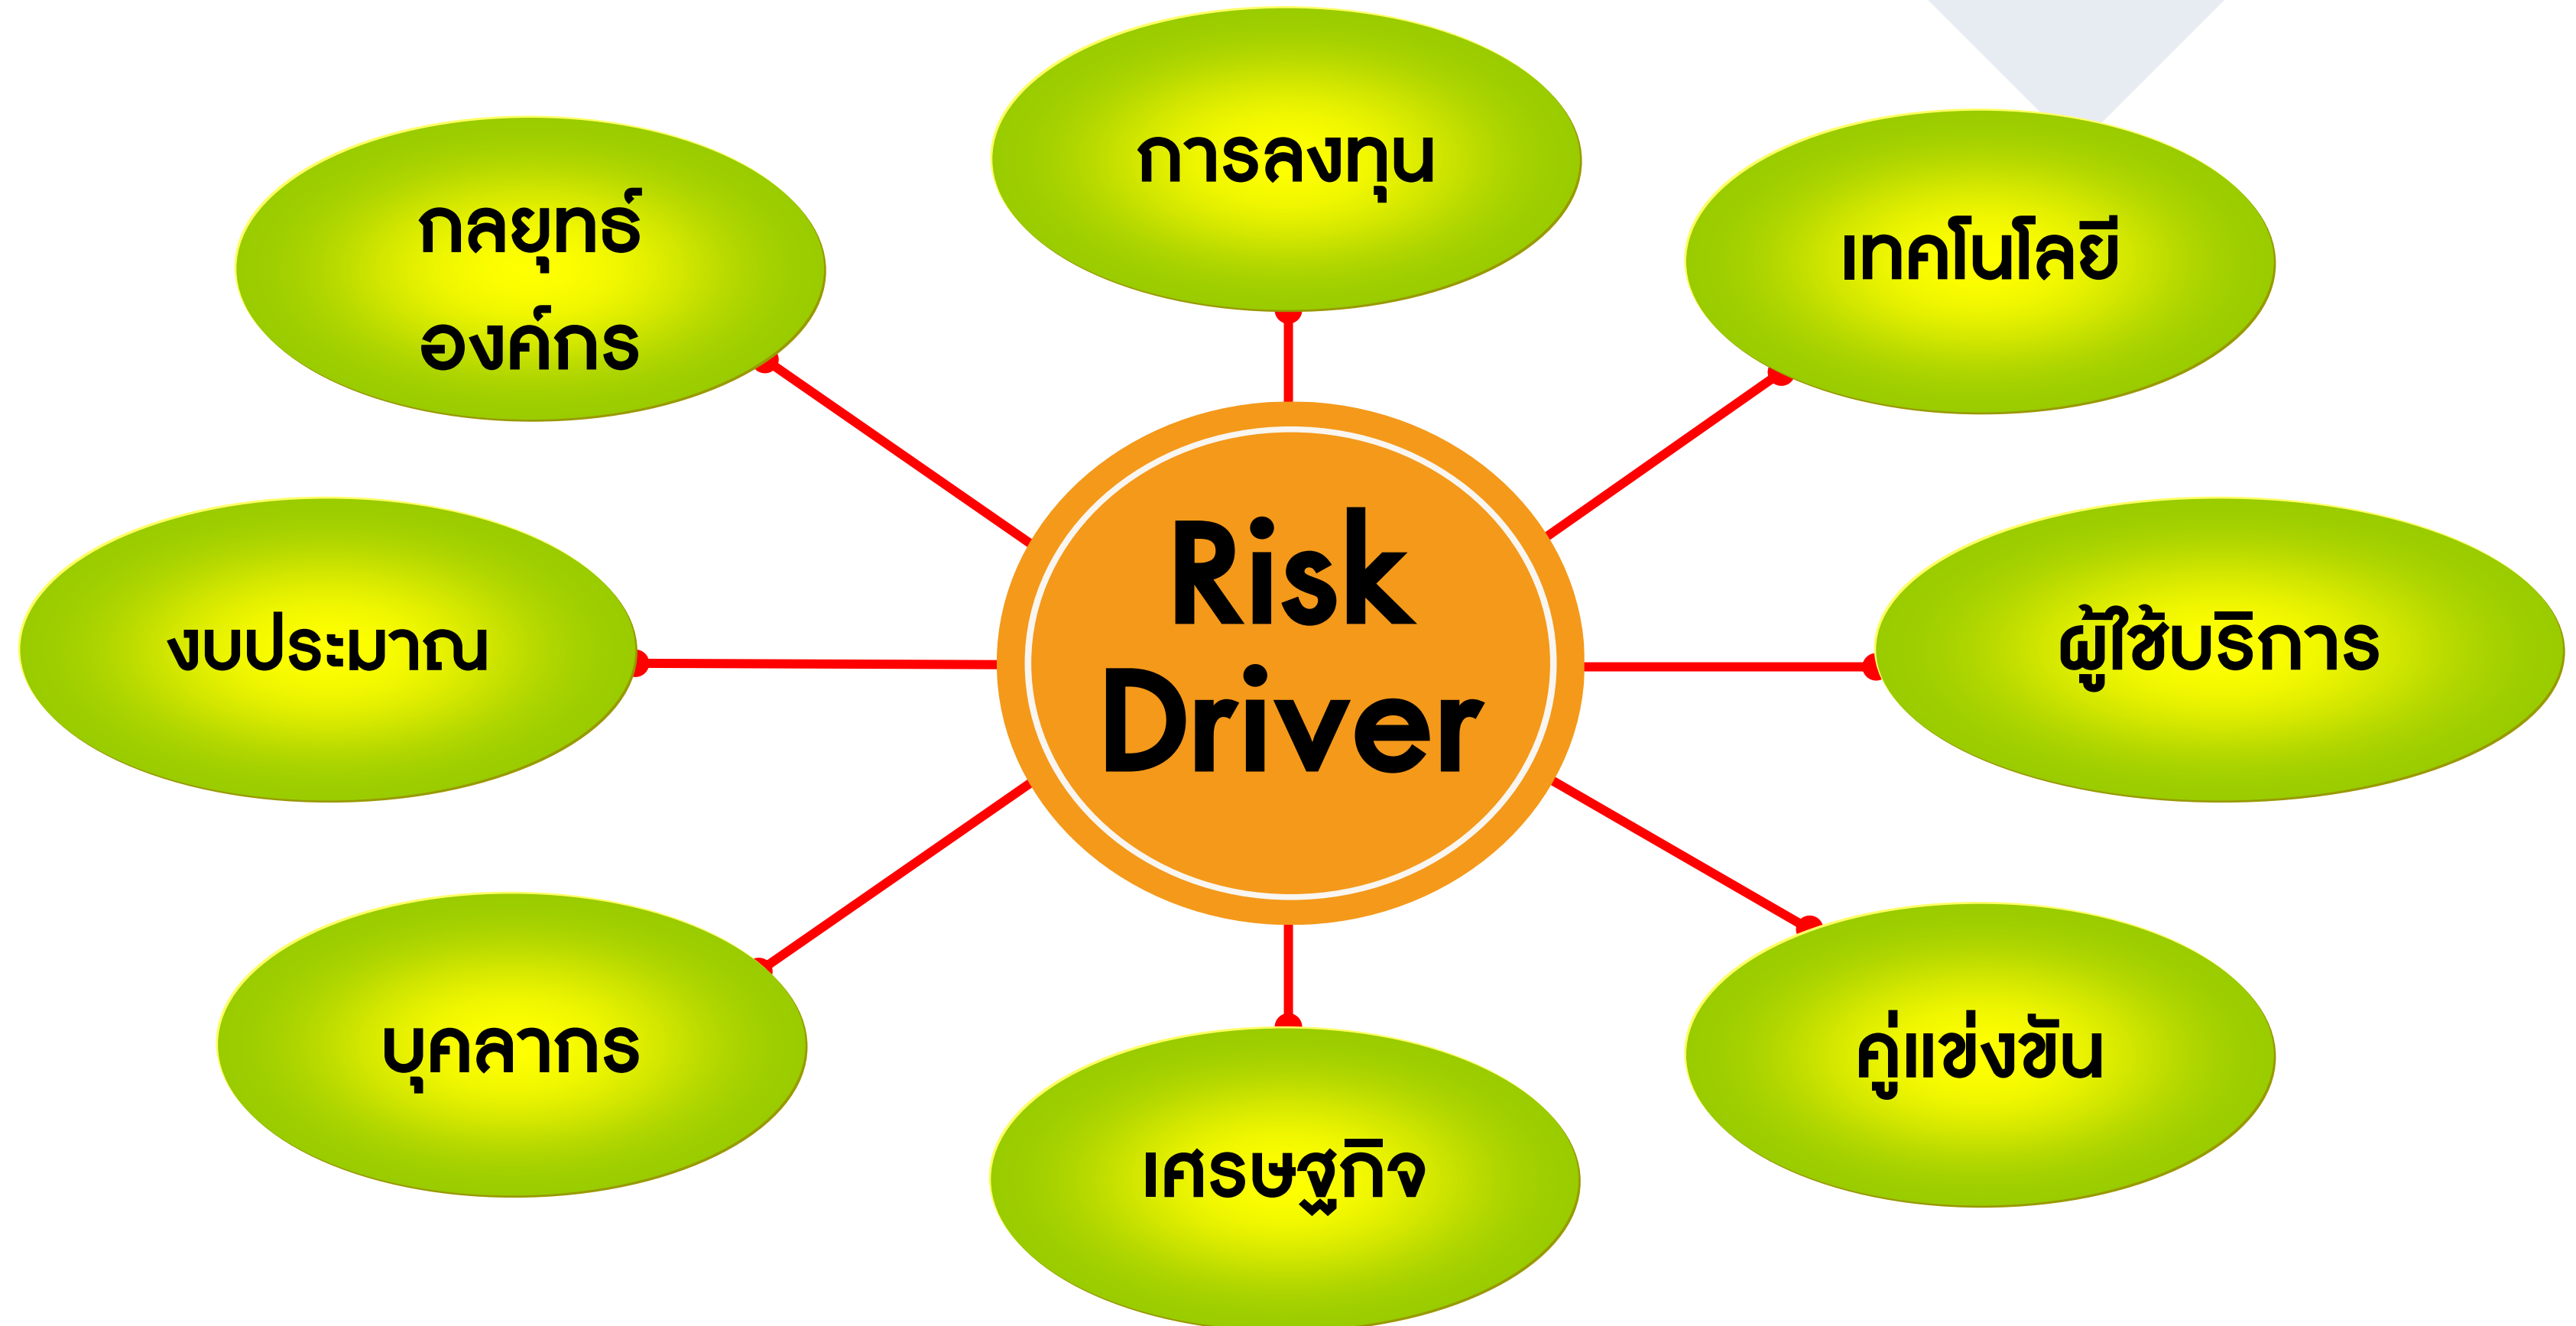 การลงทุน
กลยุทธ์
องค์กร
เทคโนโลยี
Risk
Driver
งบประมาณ
ผู้ใช้บริการ
บุคลากร
คู่แข่งขัน
เศรษฐกิจ